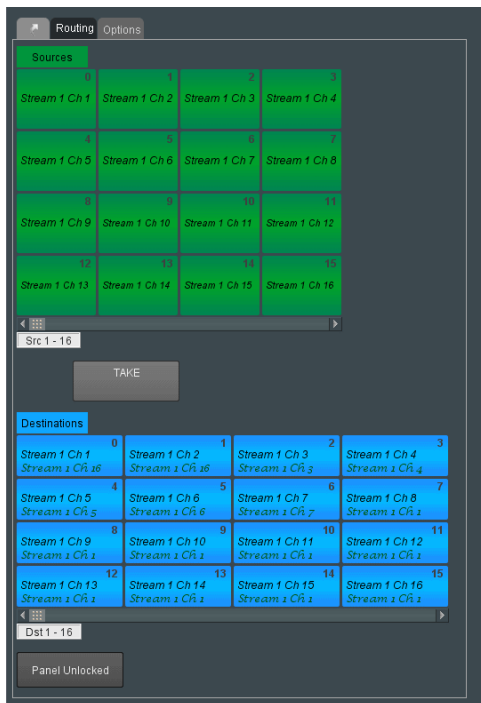 Routing Options
Sources
0 1 2 3
Stream 1 Ch 1 Stream 1 Ch 2 Stream 1 Ch 3 Stream 1 Ch 4
4 5 6 7
Stream 1 Ch 5 Stream 1 Ch 6 Stream 1 Ch 7 Stream 1 Ch 8
8 9 10 11
Stream 1 Ch 9 Stream 1 Ch 10 Stream 1 Ch 11 Stream 1 Ch 12
12 13 14 15
Stream 1 Ch 13 Stream 1 Ch 14 Stream 1 Ch 15 Stream 1 Ch 16
Src 1 - 16
TAKE
Destinations
0 1 2 3
Stream 1 Ch 1 Stream 1 Ch 2 Stream 1 Ch 3 Stream 1 Ch 4
Stream 1 Ch 16 Stream 1 Ch 16 Stream 1 Ch 3 Stream 1 Ch 4
4 5 6 7
Stream 1 Ch 5 Stream 1 Ch 6 Stream 1 Ch 7 Stream 1 Ch 8
Stream 1 Ch 5 Stream 1 Ch 6 Stream 1 Ch 7 Stream 1 Ch 1
8 9 10 11
Stream 1 Ch 9 Stream 1 Ch 10 Stream 1 Ch 11 Stream 1 Ch 12
Stream 1 Ch 1 Stream 1 Ch 1 Stream 1 Ch 1 Stream 1 Ch 1
12 13 14 15
Stream 1 Ch 13 Stream 1 Ch 14 Stream 1 Ch 15 Stream 1 Ch 16
Stream 1 Ch 1 Stream 1 Ch 1 Stream 1 Ch 1 Stream 1 Ch 1
Dst 1 - 16
Panel Unlocked